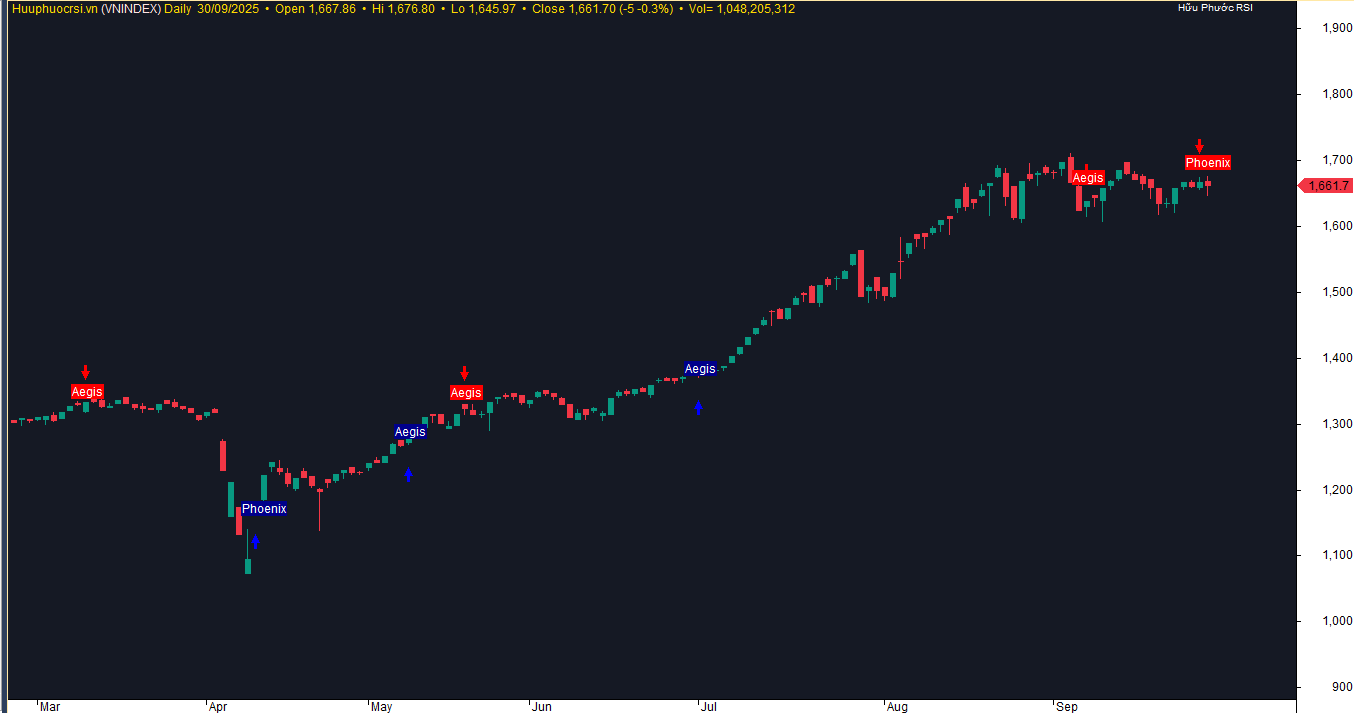 Huuphuocrsi.vn (VNINDEX) Daily 30/09/2025 • Open 1,667.86 • Hi 1,676.80 • Lo 1,645.97 • Close 1,661.70 (-5 -0.3%) • Vol= 1,048,205,312
Hữu Phước RSI
1,900
1,800
1,700
Phoenix
Aegis
1,661.7
1,600
1,500
Aegis
1,400
Aegis
Aegis
Aegis
1,300
Phoenix
1,200
1,100
1,000
900
Mar
Apr
May
Jun
Jul
Aug
Sep